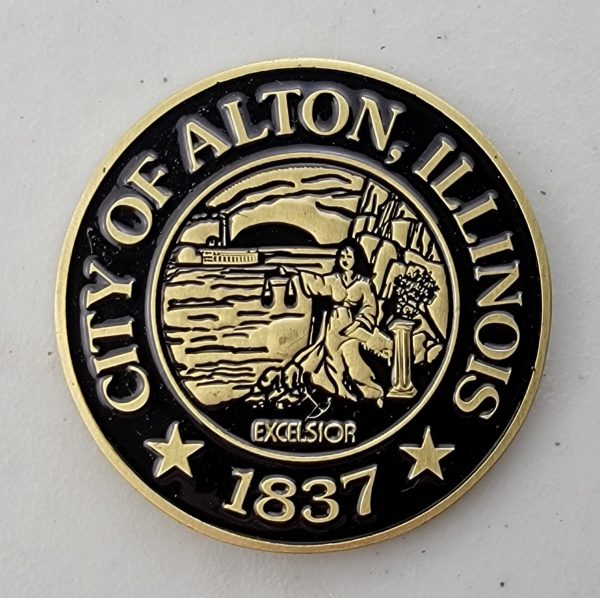 CITY OF ALTON, ILLINOIS
EXCELSIOR
1837